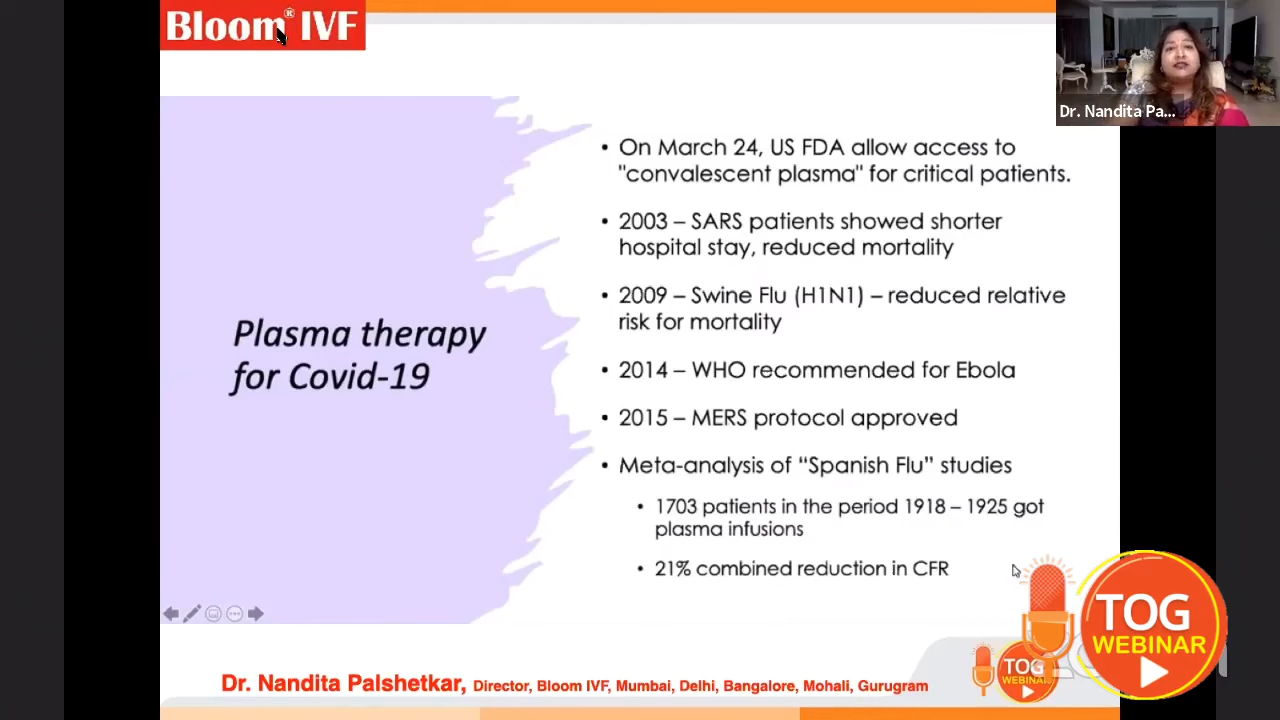 Bloom® IVF
Dr. Nandita Pa...
On March 24, US FDA allow access to
"convalescent plasma" for critical patients.
2003 – SARS patients showed shorter
hospital stay, reduced mortality
2009 – Swine Flu (H1N1) – reduced relative
risk for mortality
Plasma therapy
for Covid-19
2014 – WHO recommended for Ebola
2015 – MERS protocol approved
Meta-analysis of “Spanish Flu” studies
1703 patients in the period 1918 – 1925 got
plasma infusions
21% combined reduction in CFR
TOG
WEBINAR
TOG
WEBINAR
Dr. Nandita Palshetkar, Director, Bloom IVF, Mumbai, Delhi, Bangalore, Mohali, Gurugram